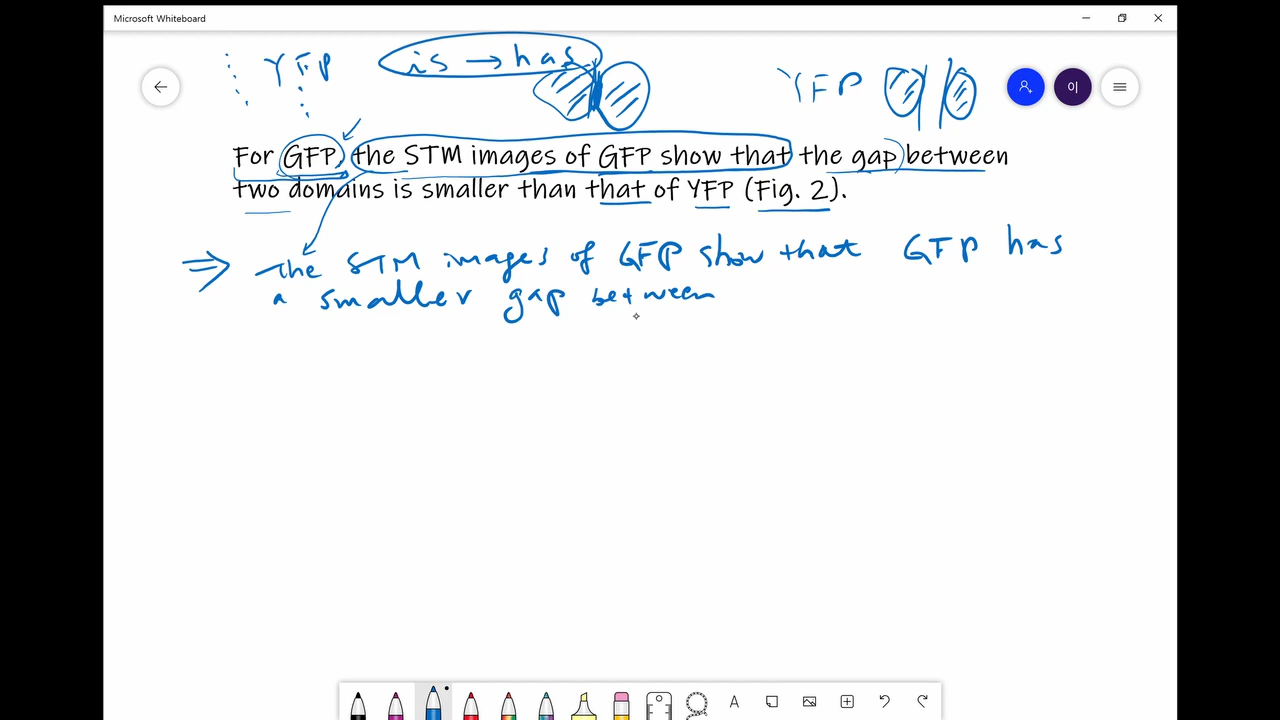 Microsoft Whiteboard
YFP is → has
YFP
이
For GFP, the STM images of GFP show that the gap between
two domains is smaller than that of YFP (Fig. 2).
⇒ The STM images of GFP show that GFP has
a smaller gap between
A